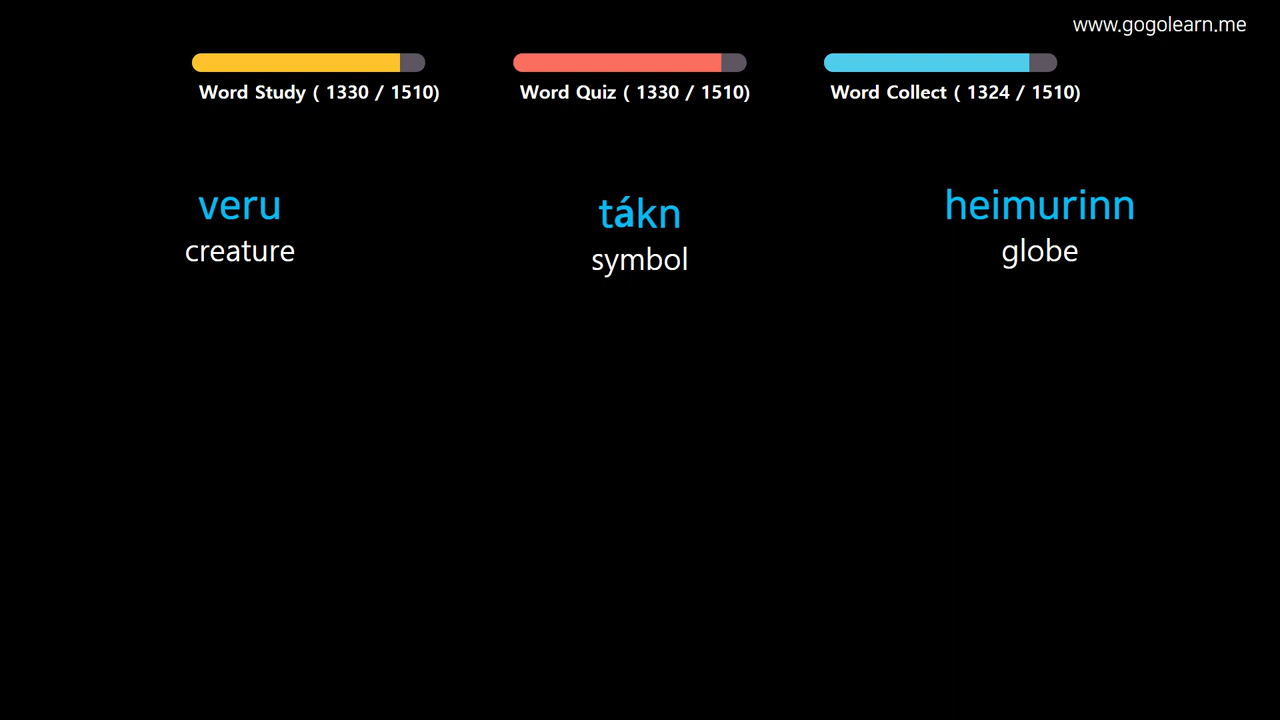 www.gogolearn.me
Word Study ( 1330 / 1510)
Word Quiz ( 1330 / 1510)
Word Collect ( 1324 / 1510)
veru
creature
tákn
symbol
heimurinn
globe